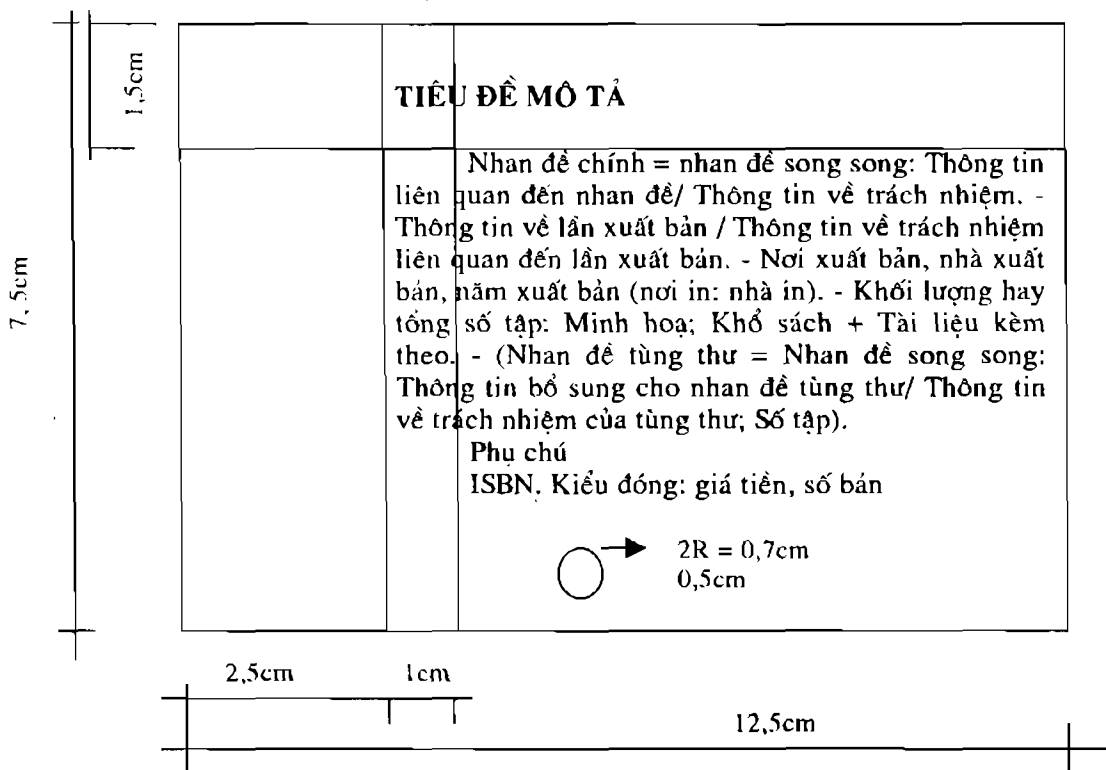 1,5cm
TIÊU ĐỀ MÔ TẢ
Nhan đề chính = nhan đề song song: Thông tin
liên quan đến nhan đề/ Thông tin về trách nhiệm. -
Thông tin về lần xuất bản / Thông tin về trách nhiệm
liên quan đến lần xuất bản. - Nơi xuất bản, nhà xuất
bản, năm xuất bản (nơi in: nhà in). - Khối lượng hay
tổng số tập: Minh hoạ; Khổ sách + Tài liệu kèm
theo. - (Nhan đề tùng thư = Nhan đề song song:
Thông tin bổ sung cho nhan đề tùng thư/ Thông tin
về trách nhiệm của tùng thư; Số tập).
Phụ chú
ISBN. Kiểu đóng: giá tiền, số bản
2R = 0,7cm
0,5cm
7, 5cm
2,5cm 1cm
12,5cm